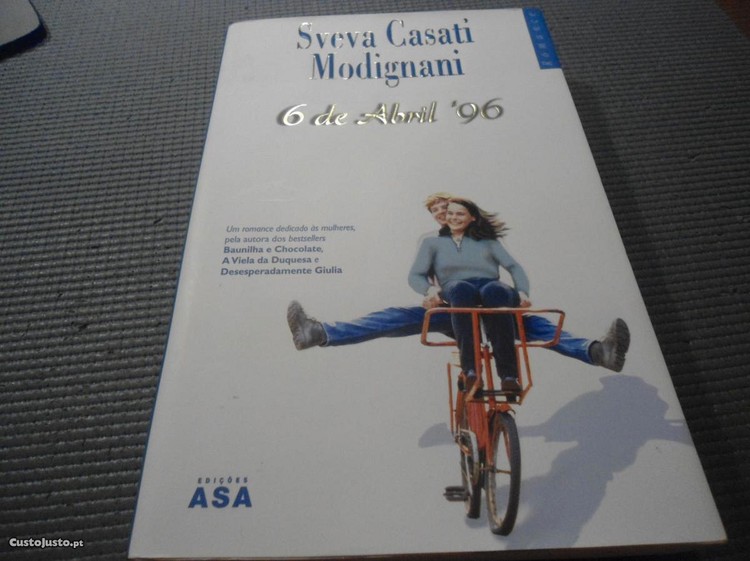 Sveva Casati
Modignani
ROMANCE
6 de Abril '96
Um romance dedicado às mulheres,
pela autora dos bestsellers
Baunilha e Chocolate,
A Viela da Duquesa e
Desesperadamente Giulia
EDIÇÕES
ASA
CustoJusto.pt